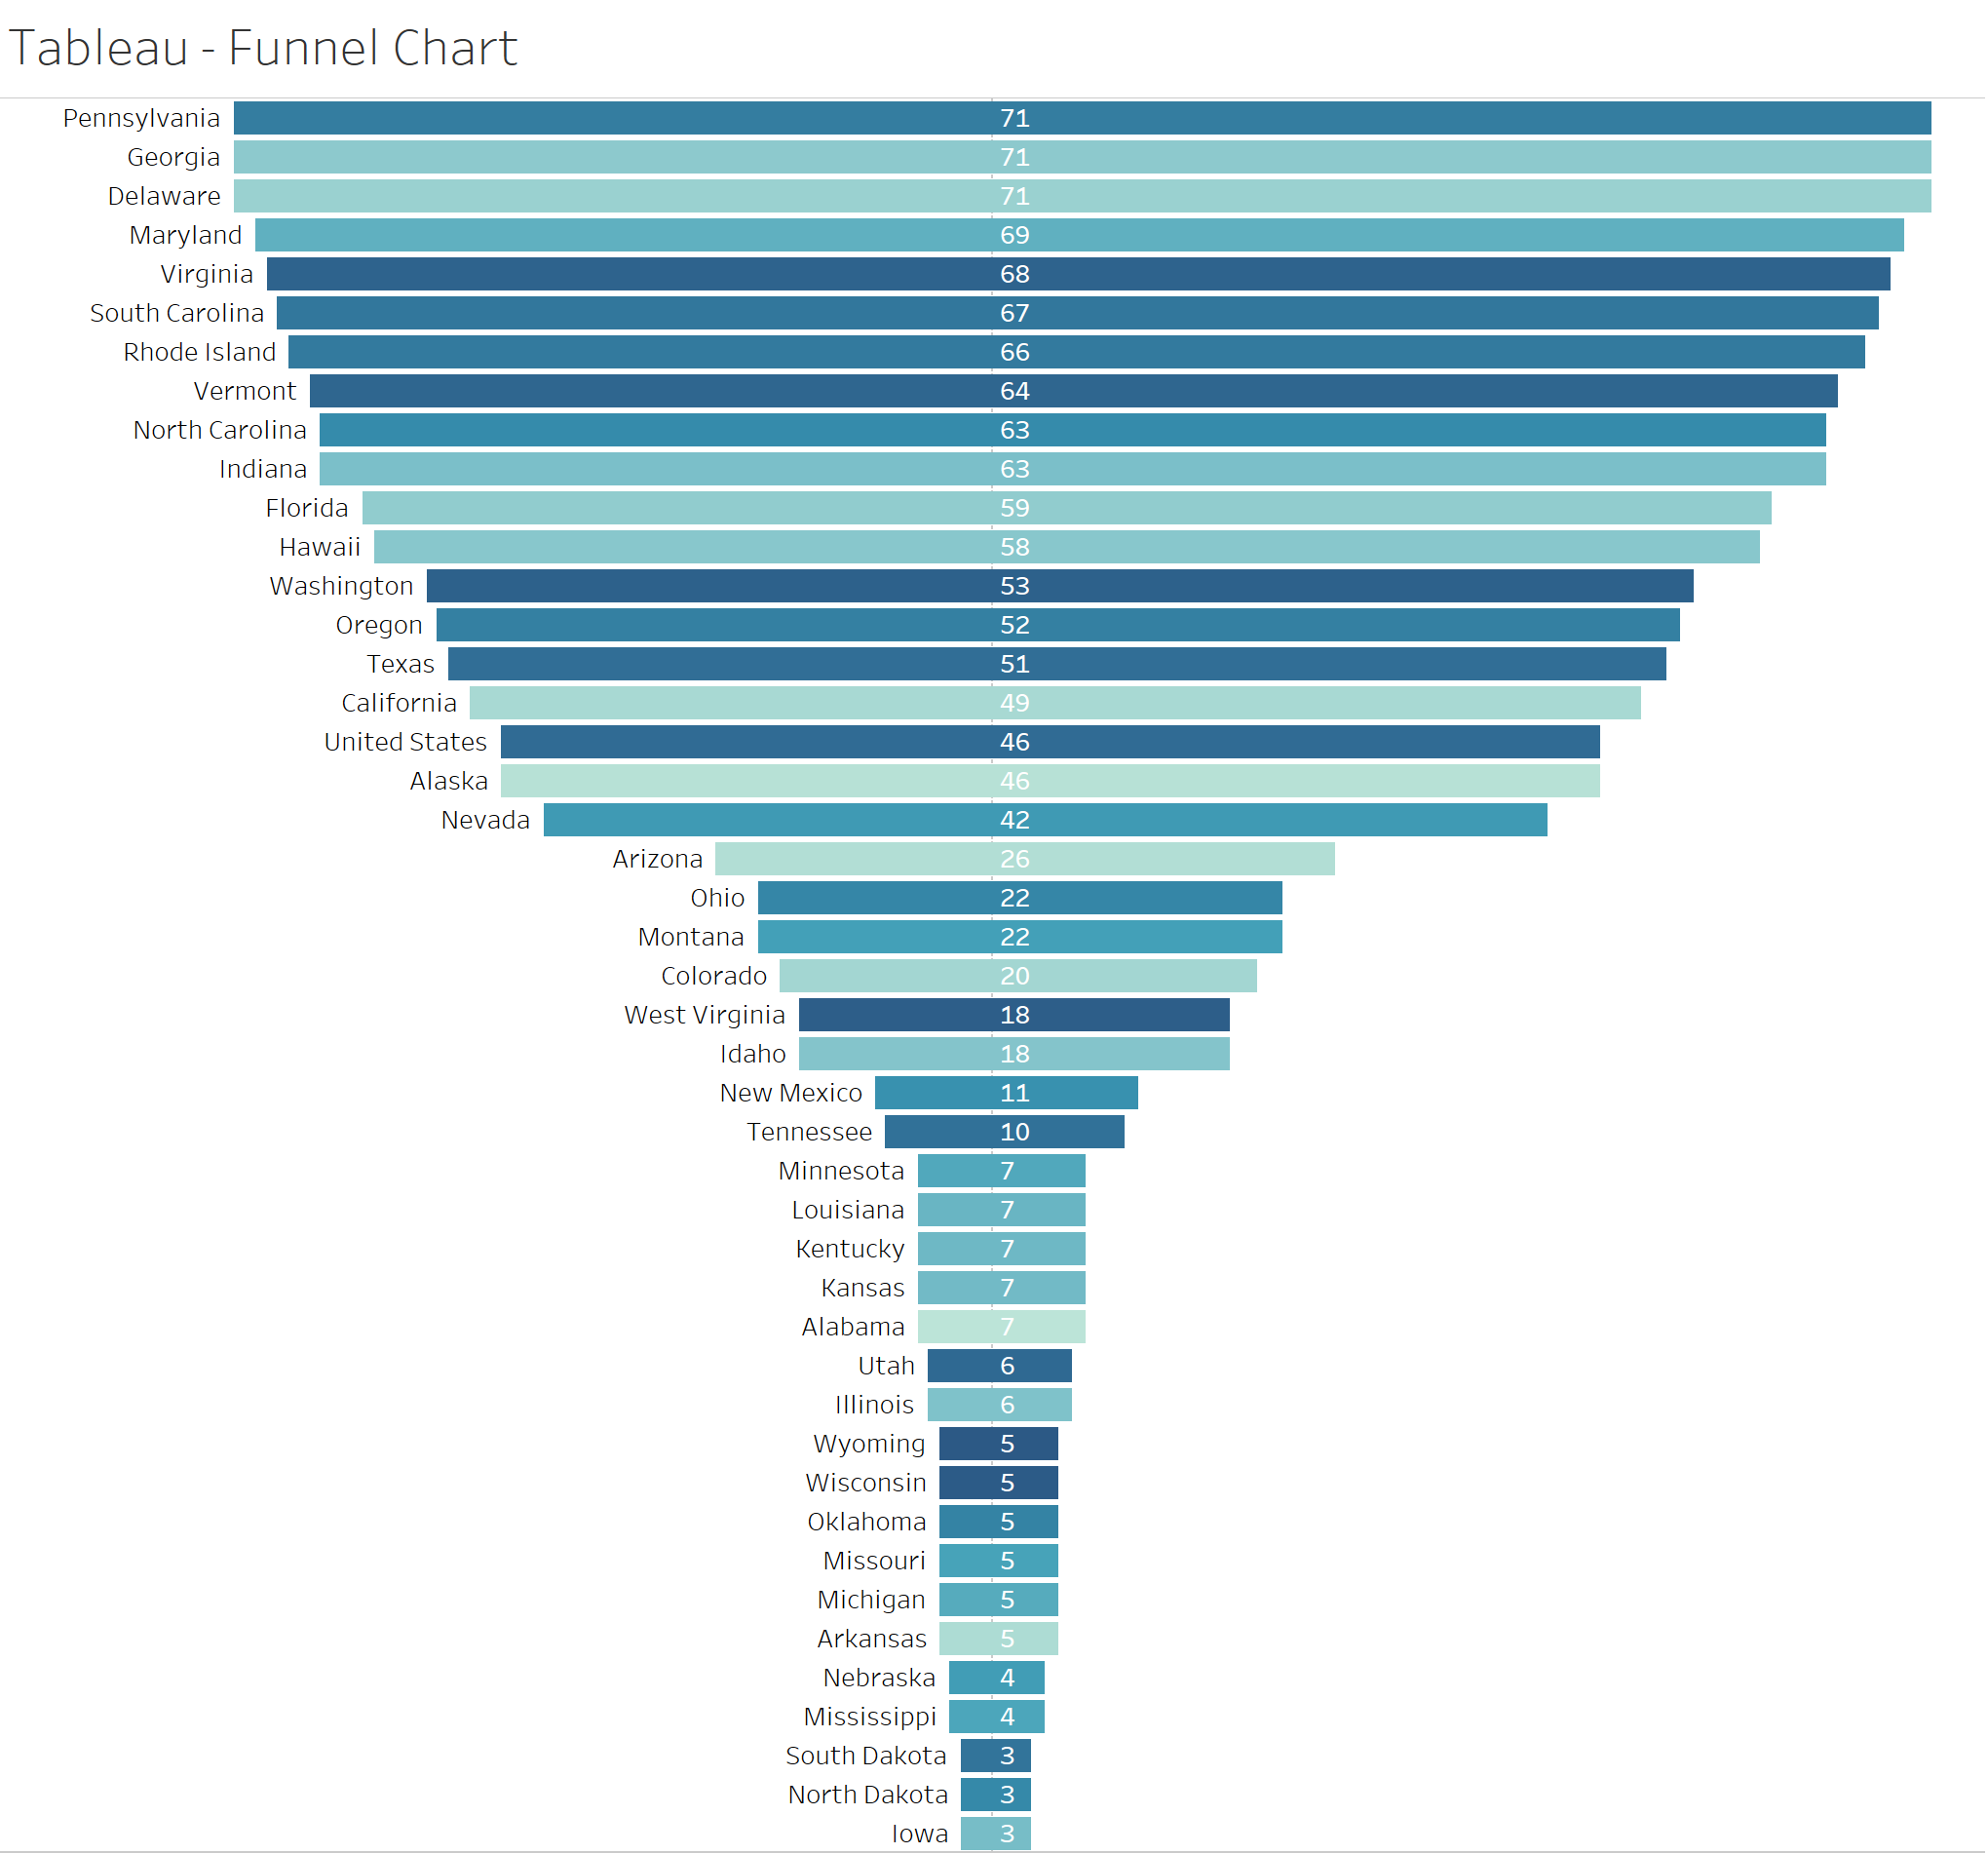 Tableau - Funnel Chart
Pennsylvania 71
Georgia 71
Delaware 71
Maryland 69
Virginia 68
South Carolina 67
Rhode Island 66
Vermont 64
North Carolina 63
Indiana 63
Florida 59
Hawaii 58
Washington 53
Oregon 52
Texas 51
California 49
United States 46
Alaska 46
Nevada 42
Arizona 26
Ohio 22
Montana 22
Colorado 20
West Virginia 18
Idaho 18
New Mexico 11
Tennessee 10
Minnesota 7
Louisiana 7
Kentucky 7
Kansas 7
Alabama 7
Utah 6
Illinois 6
Wyoming 5
Wisconsin 5
Oklahoma 5
Missouri 5
Michigan 5
Arkansas 5
Nebraska 4
Mississippi 4
South Dakota 3
North Dakota 3
Iowa 3